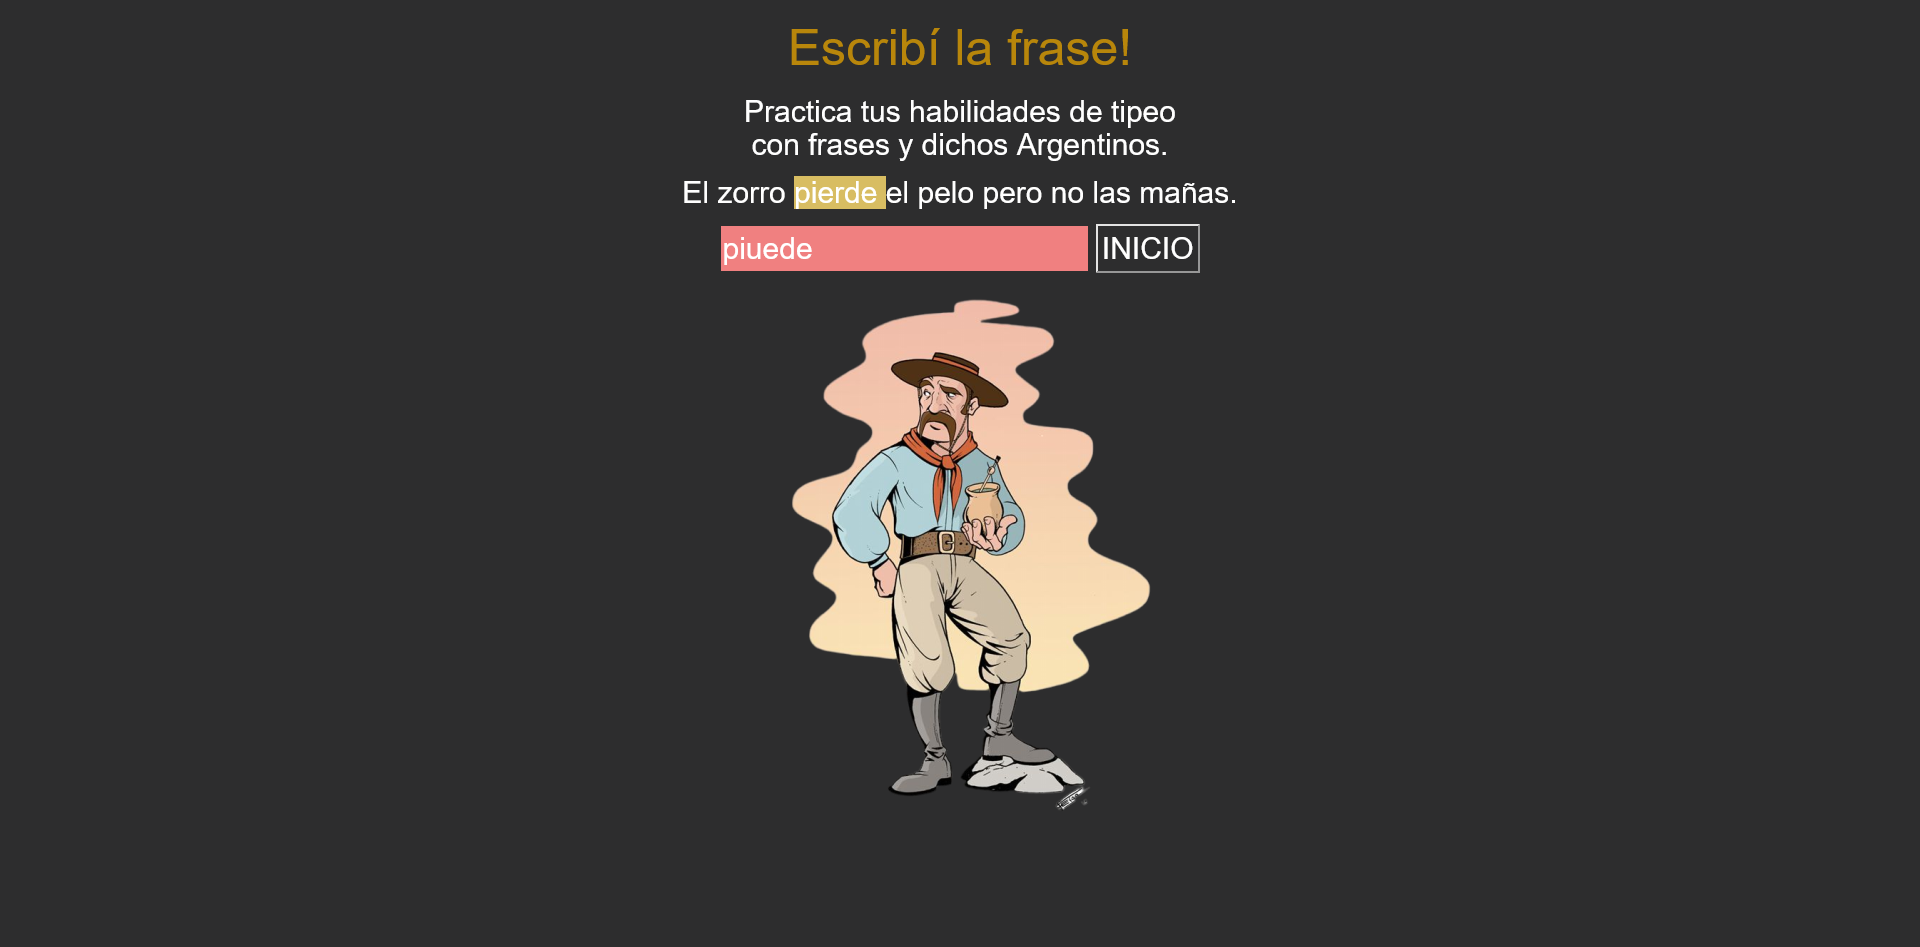 Escribí la frase!
Practica tus habilidades de tipeo
con frases y dichos Argentinos.
El zorro pierde el pelo pero no las mañas.
piuede INICIO